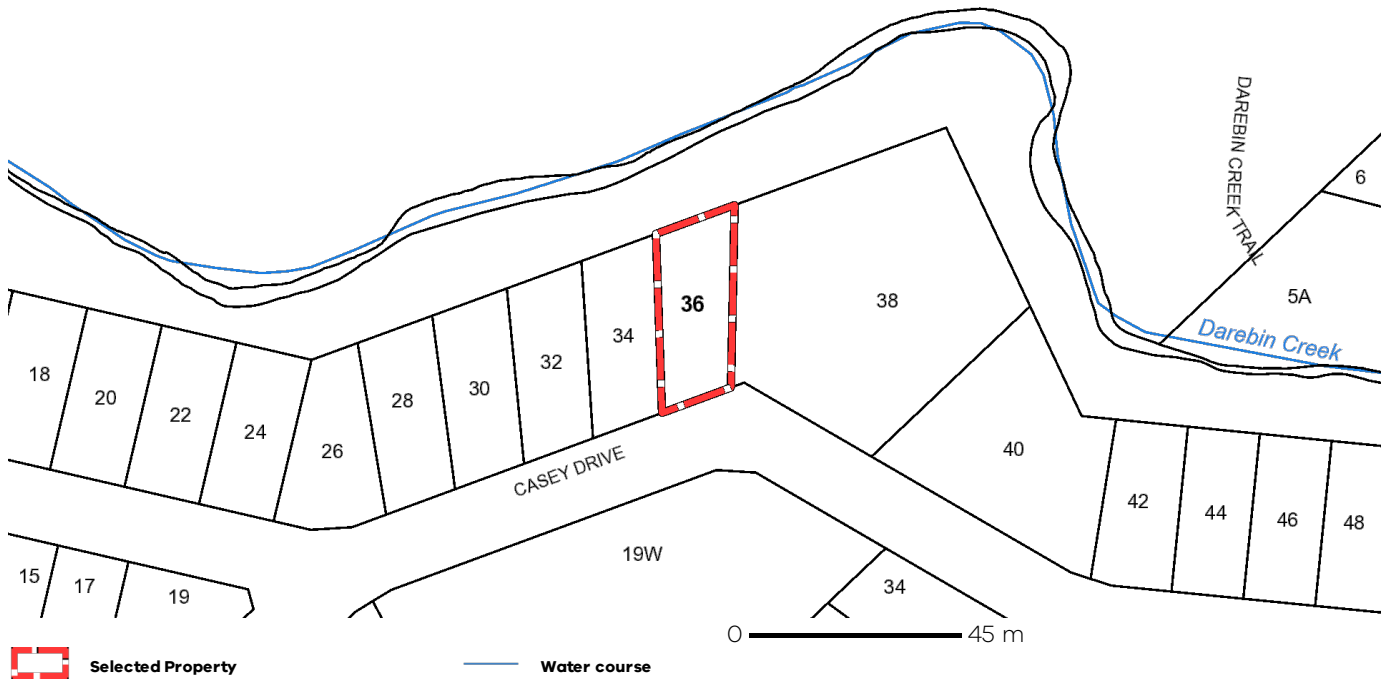 DAREBIN CREEK TRAIL
6
5A
Darebin Creek
38
36
34
32
30
28
26
24
22
20
18
40
42
44
46
48
CASEY DRIVE
19W
34
15
17
19
0 45 m
Selected Property
Water course